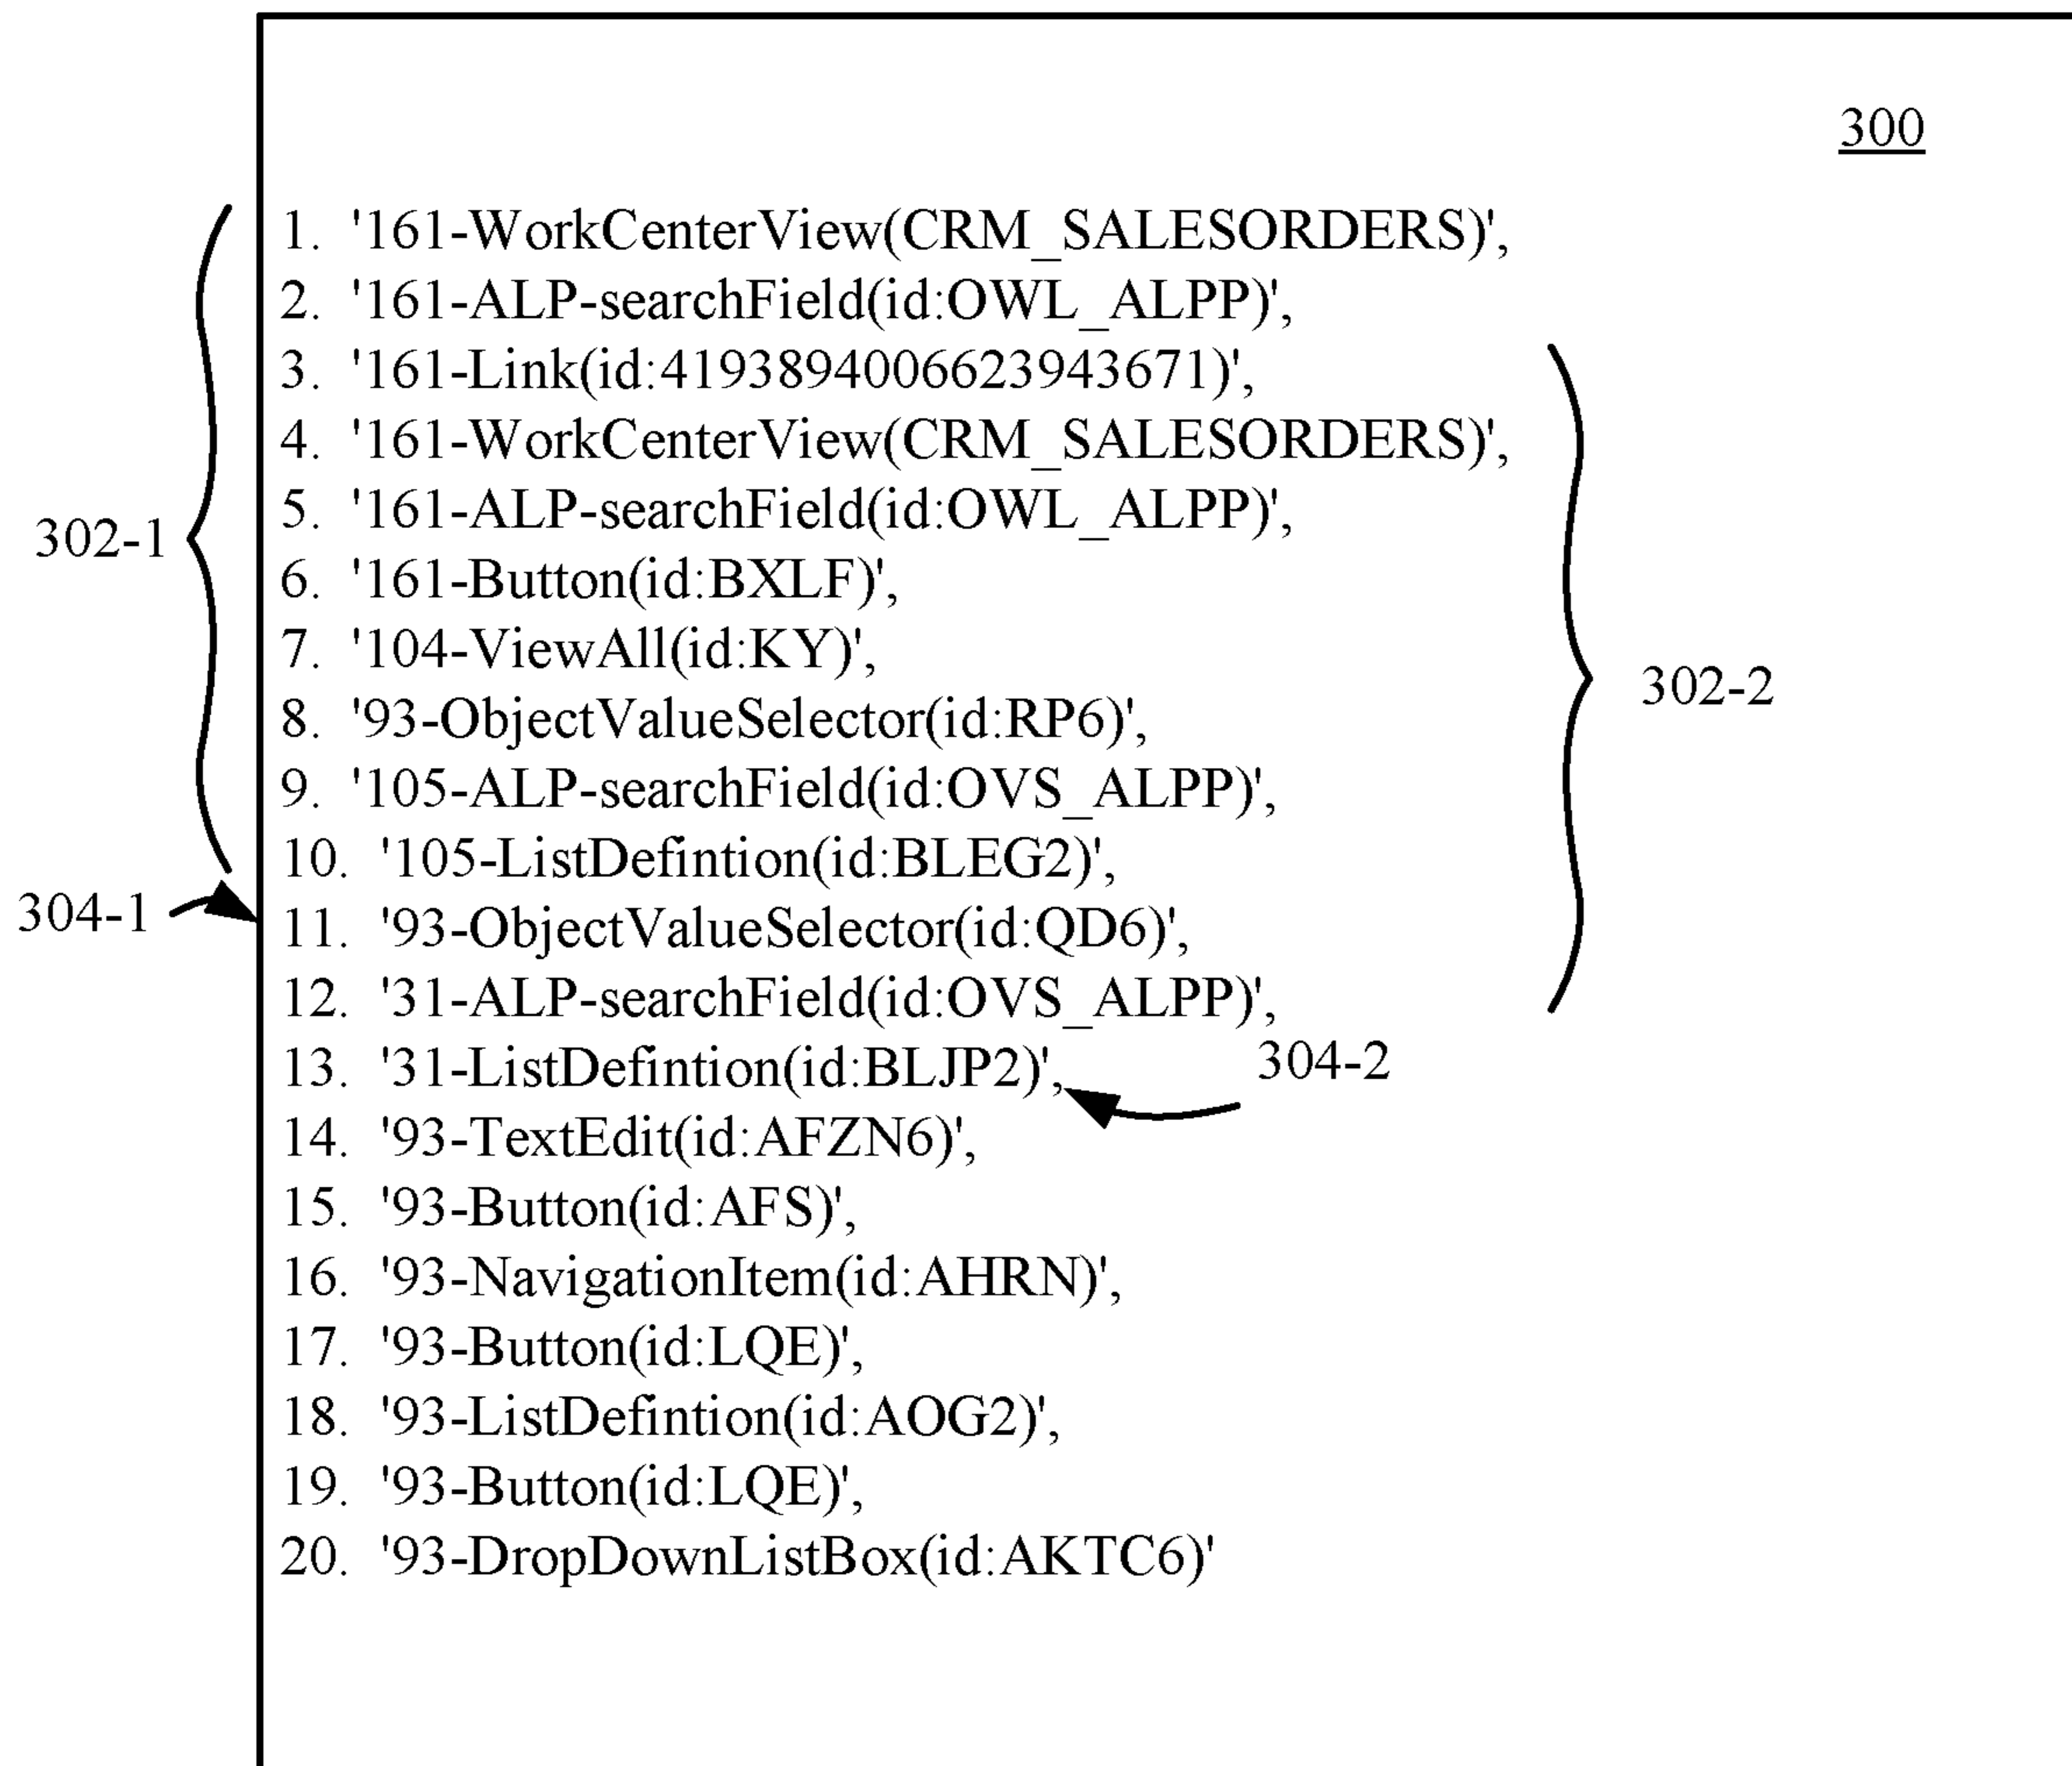 300
1. '161-WorkCenterView(CRM_SALESORDERS)',
2. '161-ALP-searchField(id:OWL_ALPP)',
3. '161-Link(id:4193894006623943671)',
4. '161-WorkCenterView(CRM_SALESORDERS)',
5. '161-ALP-searchField(id:OWL_ALPP)',
302-1
6. '161-Button(id:BXLF)',
7. '104-ViewAll(id:KY)',
302-2
8. '93-ObjectValueSelector(id:RP6)',
9. '105-ALP-searchField(id:OVS_ALPP)',
10. '105-ListDefintion(id:BLEG2)',
304-1
11. '93-ObjectValueSelector(id:QD6)',
12. '31-ALP-searchField(id:OVS_ALPP)',
13. '31-ListDefintion(id:BLJP2)',
304-2
14. '93-TextEdit(id:AFZN6)',
15. '93-Button(id:AFS)',
16. '93-NavigationItem(id:AHRN)',
17. '93-Button(id:LQE)',
18. '93-ListDefintion(id:AOG2)',
19. '93-Button(id:LQE)',
20. '93-DropDownListBox(id:AKTC6)'